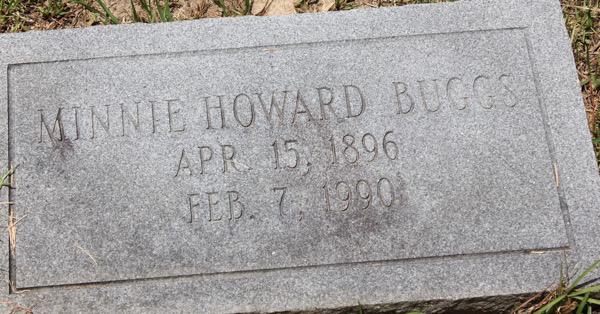 MINNIE HOWARD BUGGS
APR. 15, 1896
FEB. 7, 1990